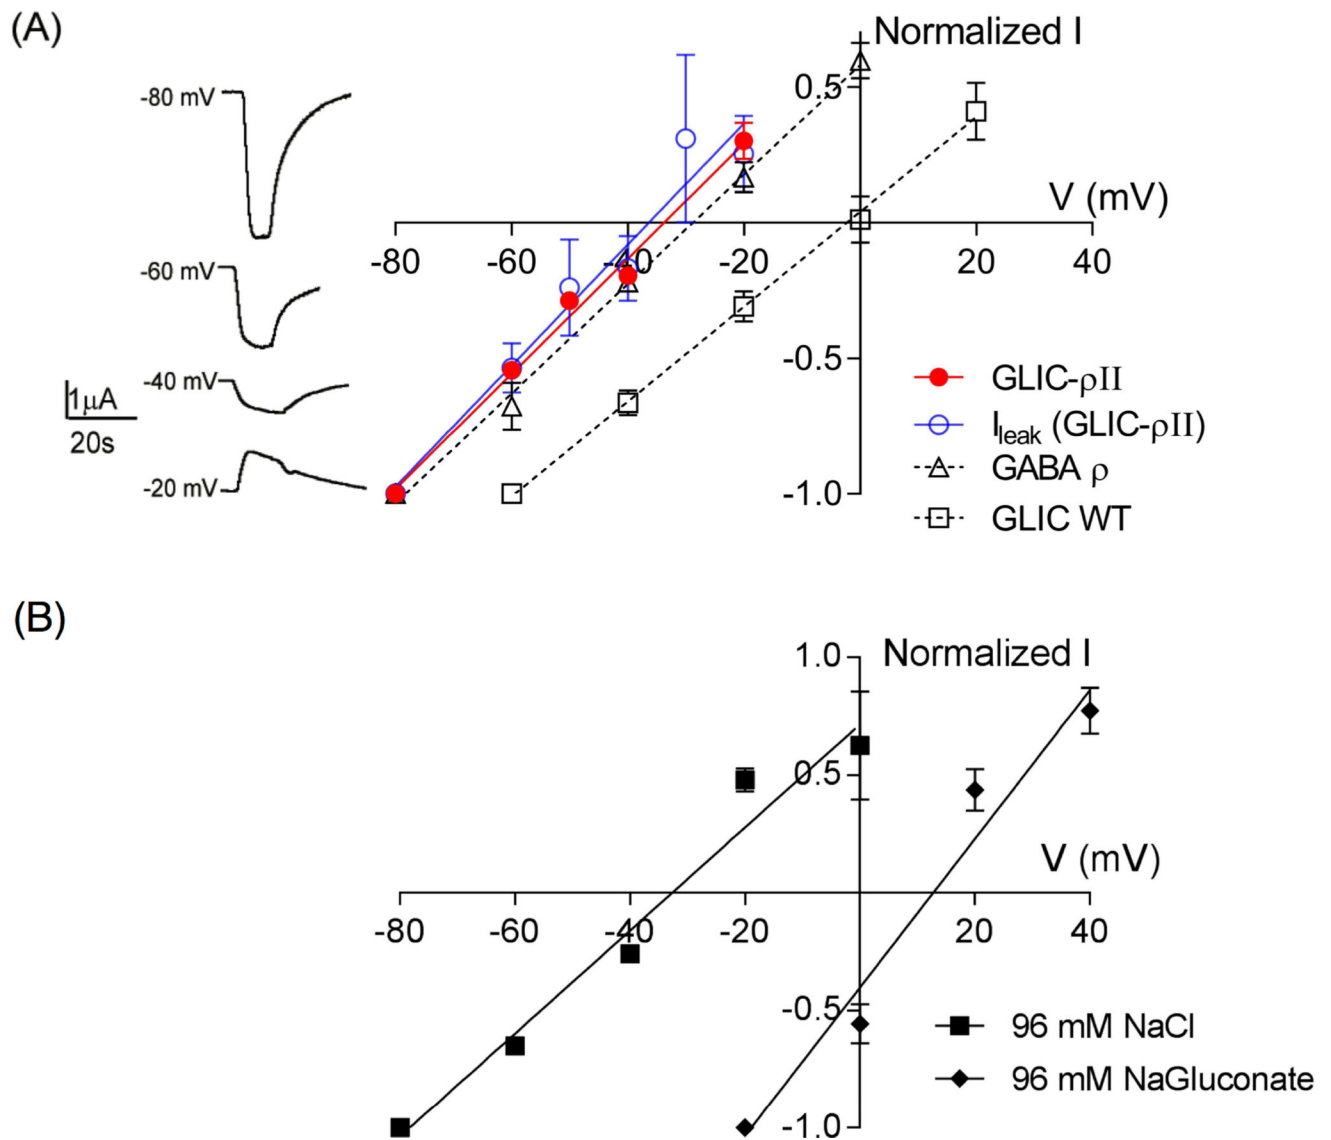 (A)
Normalized I
-80 mV
0.5
V (mV)
-80 -60 -40 -20 20 40
-60 mV
-0.5
-40 mV
GLIC-ρII
1μA
Ileak (GLIC-ρII)
20s
GABA ρ
-20 mV
-1.0
GLIC WT
(B)
1.0
Normalized I
0.5
V (mV)
-80 -60 -40 -20 20 40
-0.5
96 mM NaCl
96 mM NaGluconate
-1.0